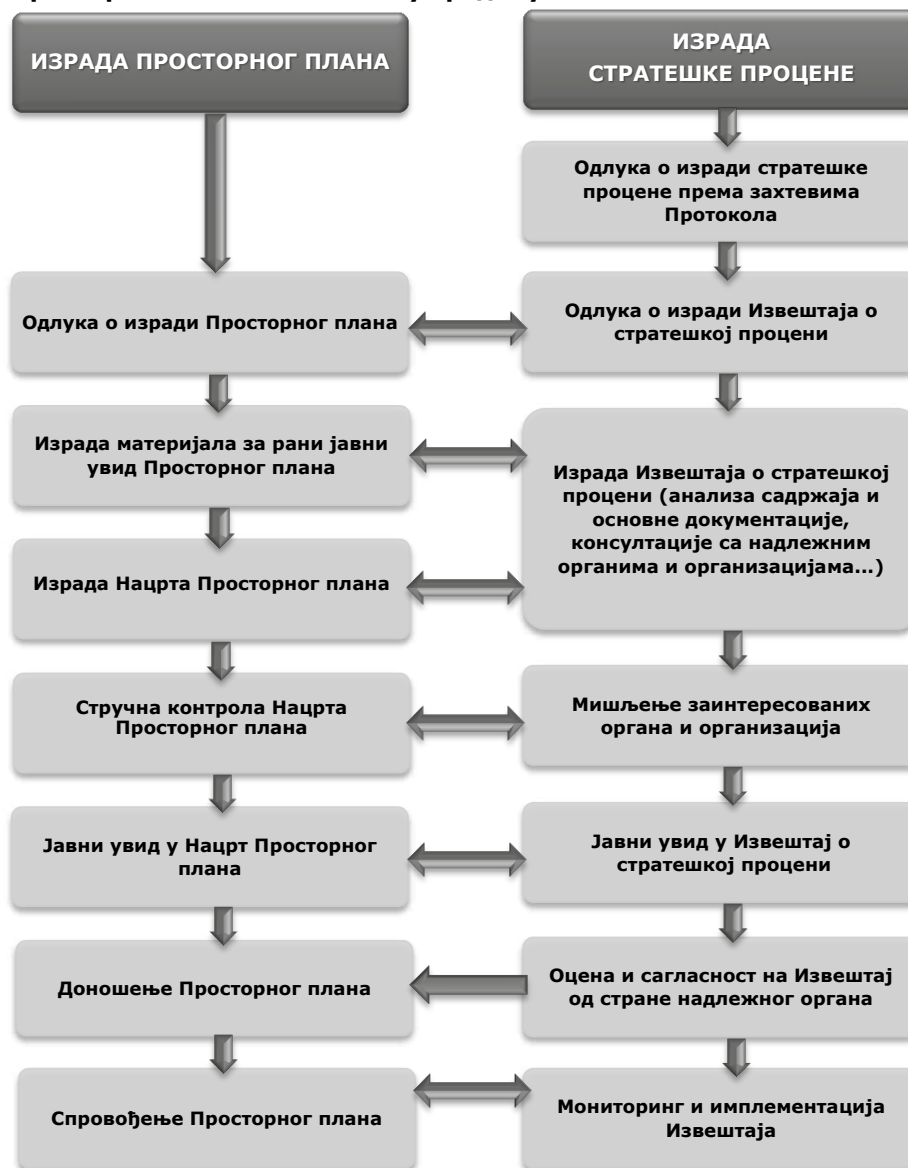 ИЗРАДА ПРОСТОРНОГ ПЛАНА
ИЗРАДА
СТРАТЕШКЕ ПРОЦЕНЕ
Одлука о изради стратешке
процене према захтевима
Протокола
Одлука о изради Просторног плана
Одлука о изради Извештаја о
стратешкој процени
Израда материјала за рани јавни
увид Просторног плана
Израда Извештаја о стратешкој
процени (анализа садржаја и
основне документације,
консултације са надлежним
органима и организацијама...)
Израда Нацрта Просторног плана
Стручна контрола Нацрта
Просторног плана
Мишљење заинтересованих
органа и организација
Јавни увид у Нацрт Просторног
плана
Јавни увид у Извештај о
стратешкој процени
Доношење Просторног плана
Оцена и сагласност на Извештај
од стране надлежног органа
Спровођење Просторног плана
Мониторинг и имплементација
Извештаја